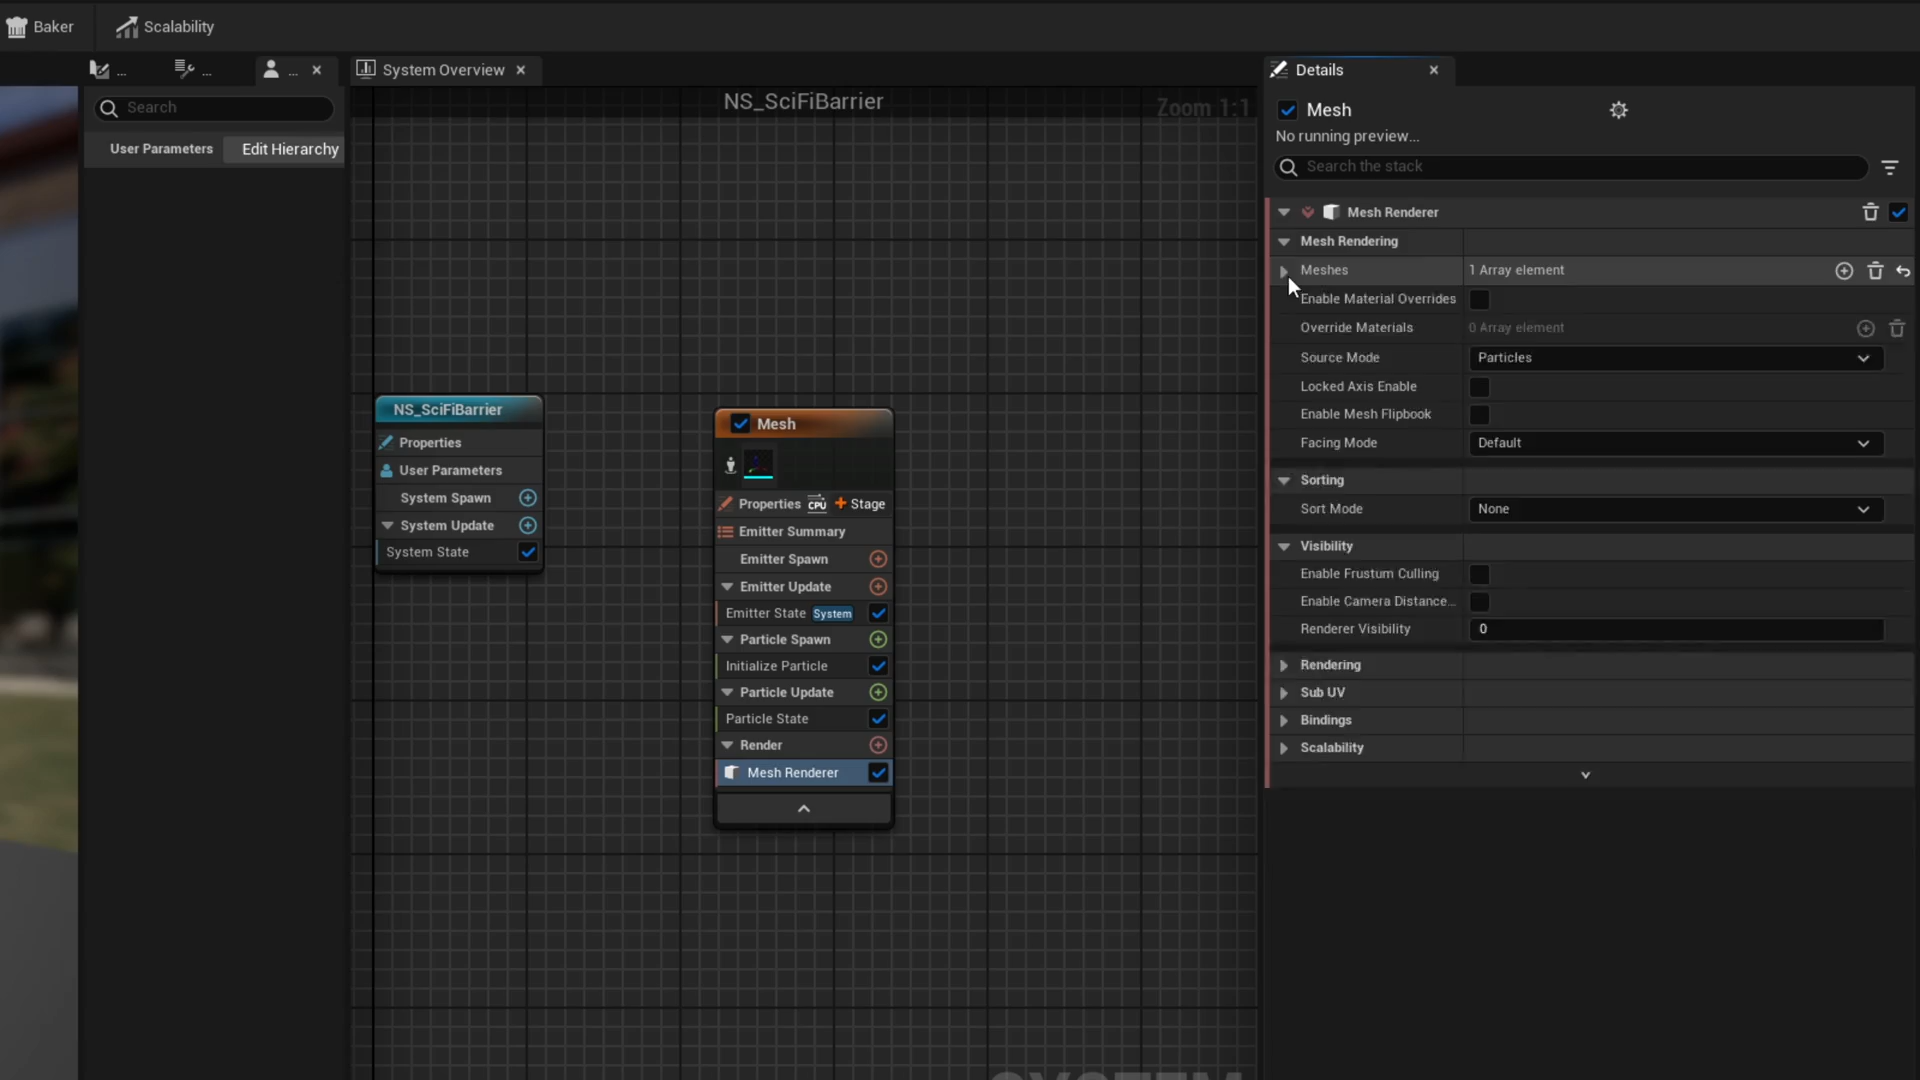 Baker
Scalability
...
...
...
System Overview
Details
Search
User Parameters
Edit Hierarchy
NS_SciFiBarrier
Zoom 1:1
NS_SciFiBarrier
Properties
User Parameters
System Spawn
System Update
System State
Mesh
Properties
CPU
Stage
Emitter Summary
Emitter Spawn
Emitter Update
Emitter State System
Particle Spawn
Initialize Particle
Particle Update
Particle State
Render
Mesh Renderer
SYSTEM
Mesh
No running preview...
Search the stack
Mesh Renderer
Mesh Rendering
Meshes 1 Array element
Enable Material Overrides
Override Materials 0 Array element
Source Mode Particles
Locked Axis Enable
Enable Mesh Flipbook
Facing Mode Default
Sorting
Sort Mode None
Visibility
Enable Frustum Culling
Enable Camera Distance...
Renderer Visibility 0
Rendering
Sub UV
Bindings
Scalability